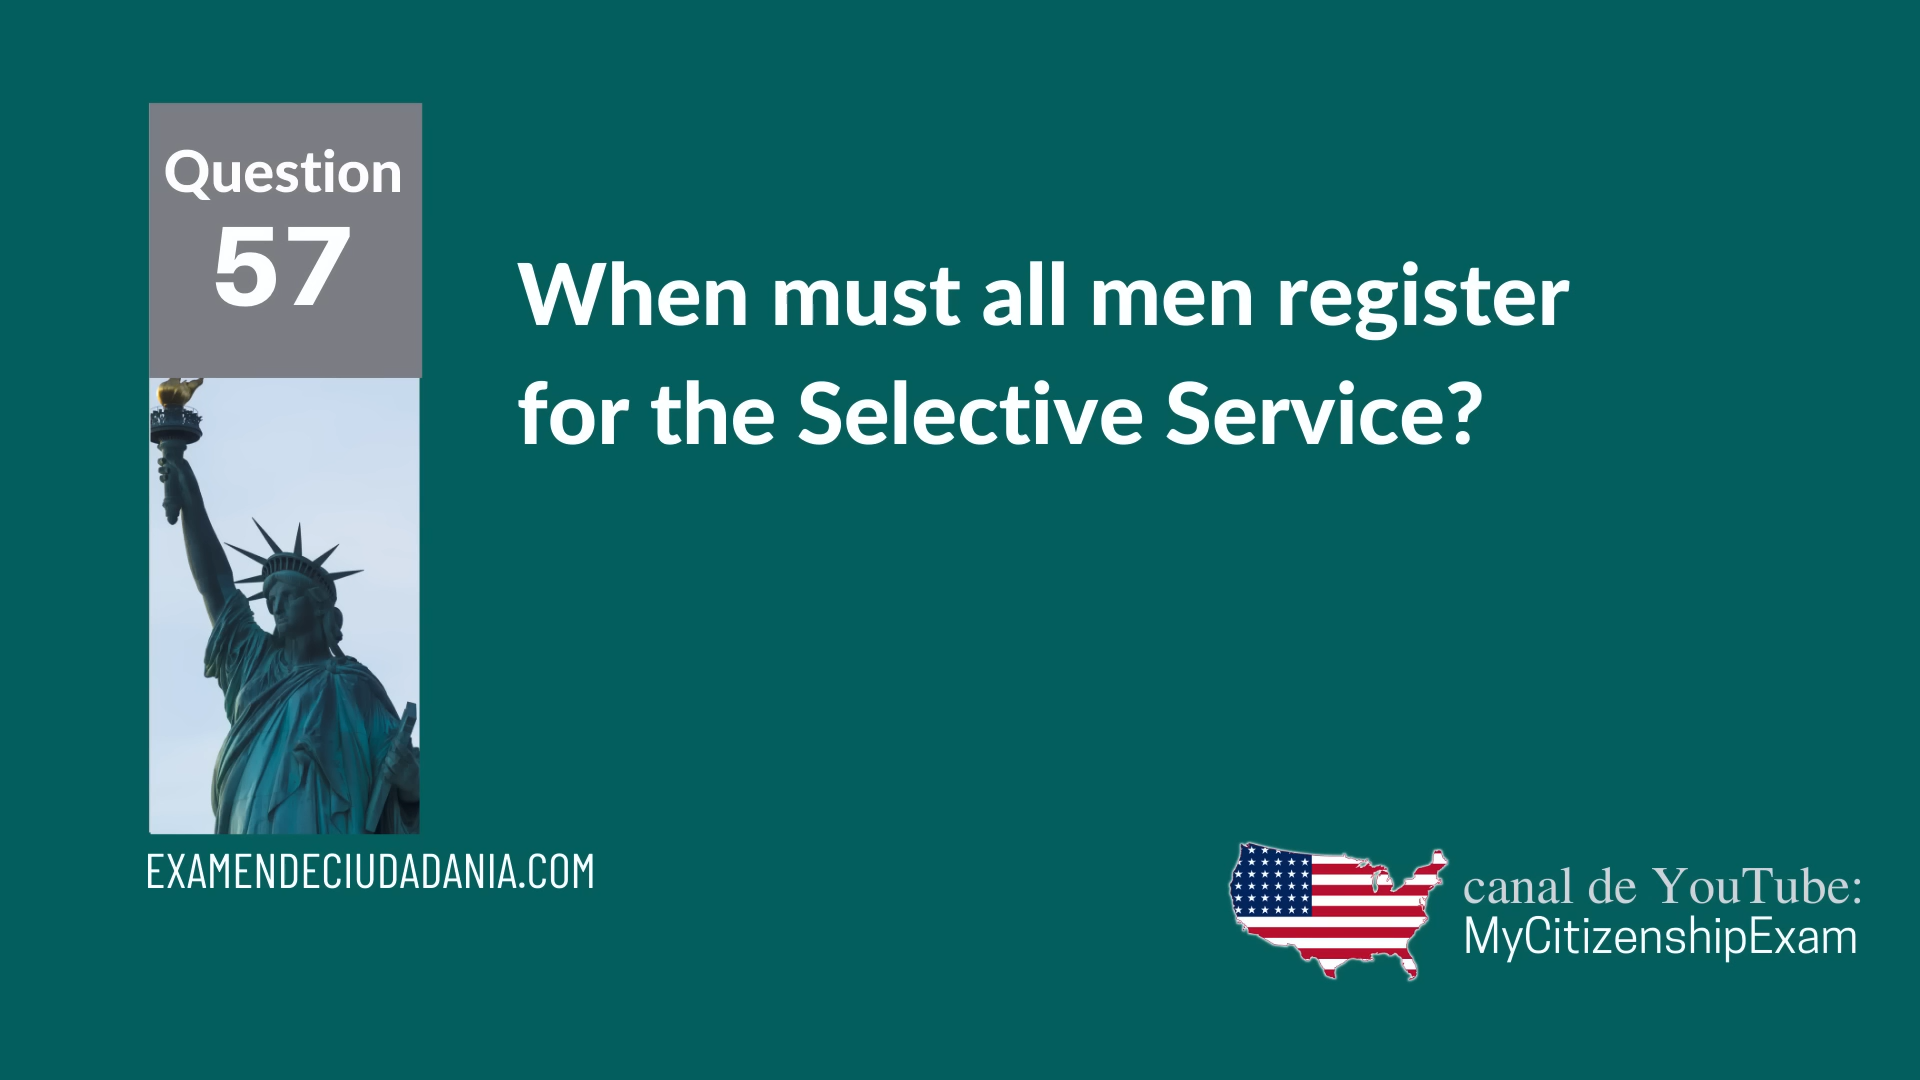 Question
57
When must all men register
for the Selective Service?
EXAMENDECIUDADANIA.COM
canal de YouTube:
MyCitizenshipExam